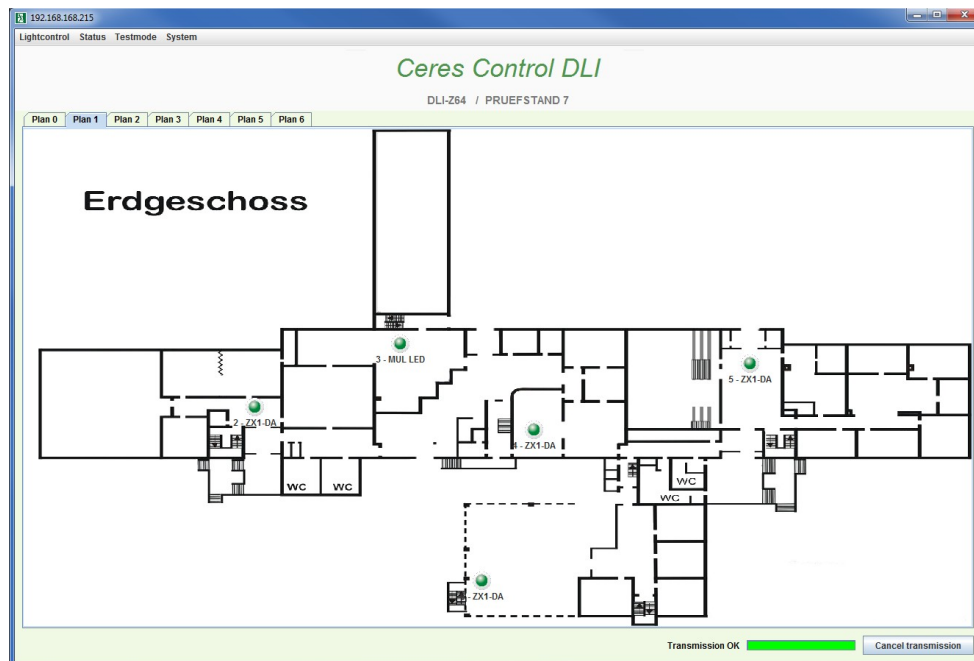 192.168.168.215
Lightcontrol Status Testmode System
Ceres Control DLI
DLI-Z64 / PRUEFSTAND 7
Plan 0 Plan 1 Plan 2 Plan 3 Plan 4 Plan 5 Plan 6
Erdgeschoss
3 - MUL LED
5 - ZX1-DA
2 - ZX1-DA
4 - ZX1-DA
WC
WC
WC
WC
- ZX1-DA
Transmission OK
Cancel transmission